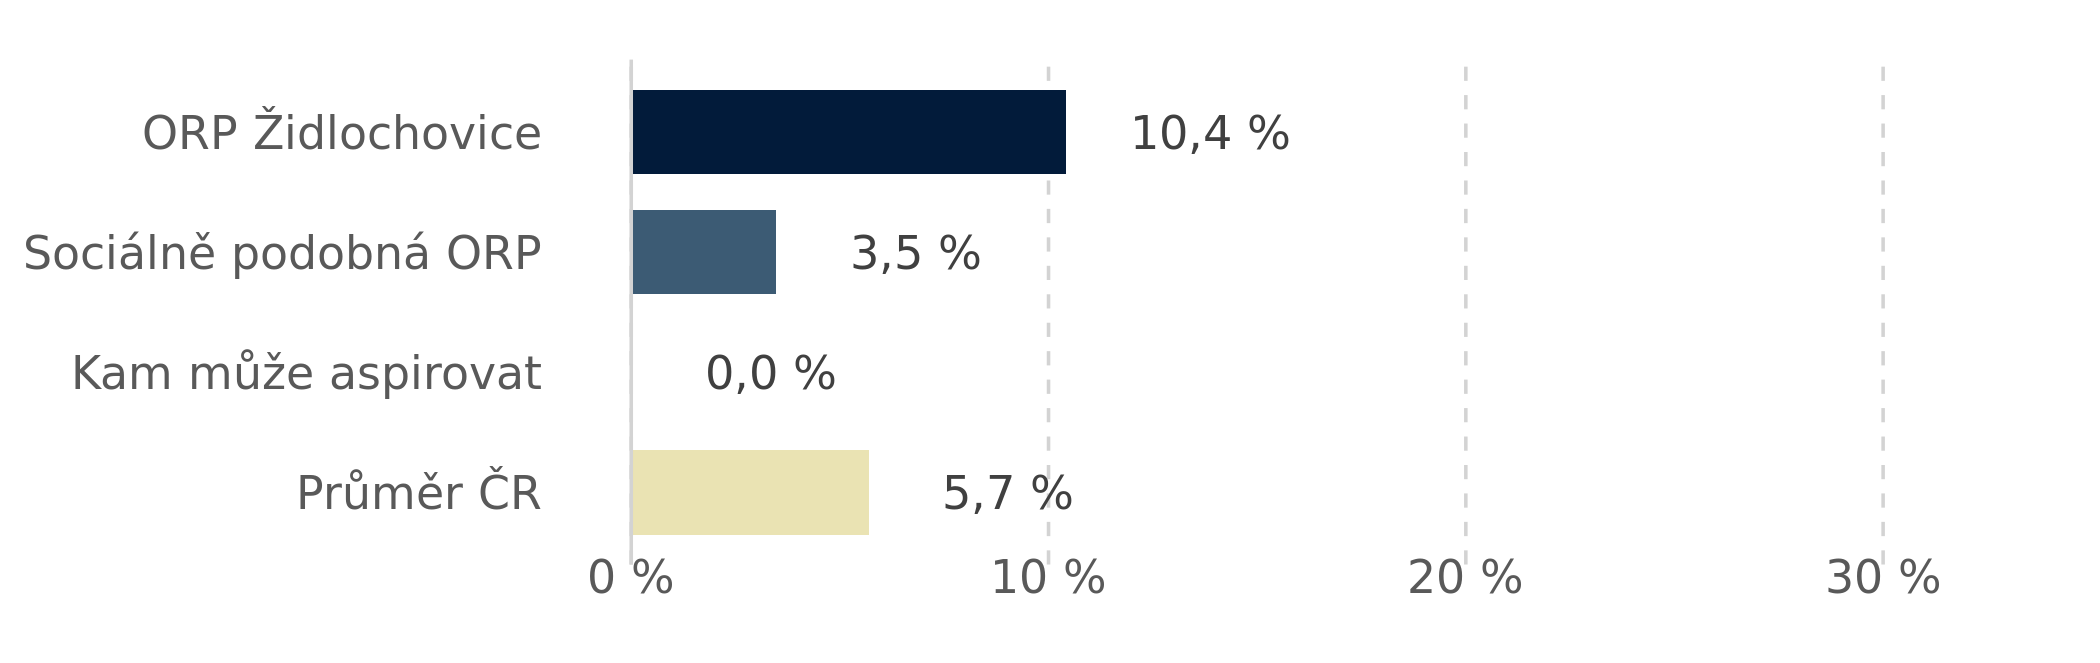 ORP Židlochovice 10,4 %
Sociálně podobná ORP 3,5 %
Kam může aspirovat 0,0 %
Průměr ČR 5,7 %
0 % 10 % 20 % 30 %